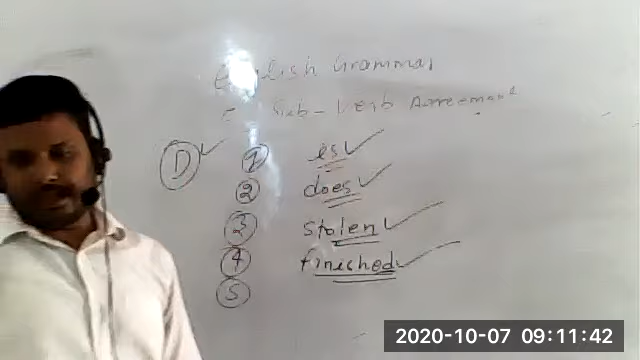 English Grammar
Sub-Verb Agreement
D
1 is
2 does
3 stolen
4 finished
5
2020-10-07 09:11:42